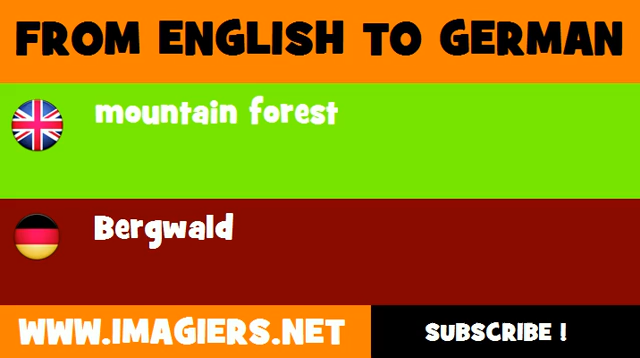 FROM ENGLISH TO GERMAN
mountain forest
Bergwald
WWW.IMAGIERS.NET
SUBSCRIBE !